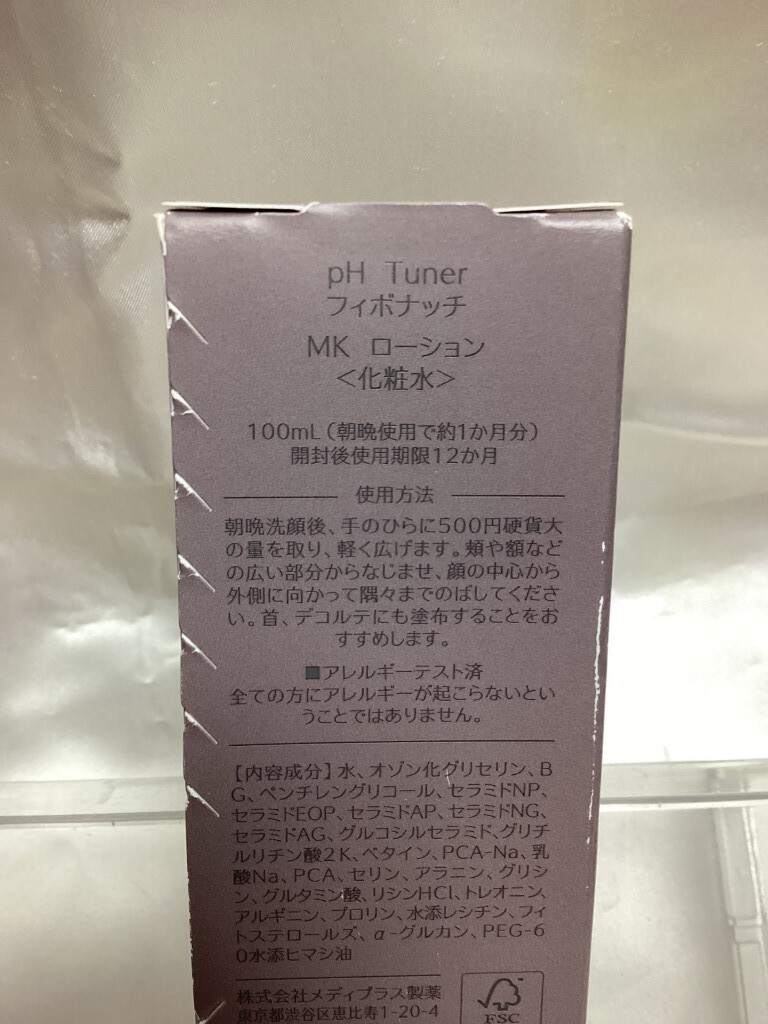 pH Tuner
フィボナッチ
MK ローション
＜化粧水＞
100mL（朝晩使用で約1か月分）
開封後使用期限12か月
使用方法
朝晩洗顔後、手のひらに500円硬貨大
の量を取り、軽く広げます。頬や額など
の広い部分からなじませ、顔の中心から
外側に向かって隅々までのばしてくださ
い。首、デコルテにも塗布することをお
すすめします。
■アレルギーテスト済
全ての方にアレルギーが起こらないとい
うことではありません。
【内容成分】水、オゾン化グリセリン、B
G、ペンチレングリコール、セラミドNP、
セラミドEOP、セラミドAP、セラミドNG、
セラミドAG、グルコシルセラミド、グリチ
ルリチン酸2K、ベタイン、PCA-Na、乳
酸Na、PCA、セリン、アラニン、グリシ
ン、グルタミン酸、リシンHCl、トレオニン、
アルギニン、プロリン、水添レシチン、フィ
トステロールズ、α-グルカン、PEG-6
0水添ヒマシ油
株式会社メディプラス製薬
東京都渋谷区恵比寿1-20-4
FSC